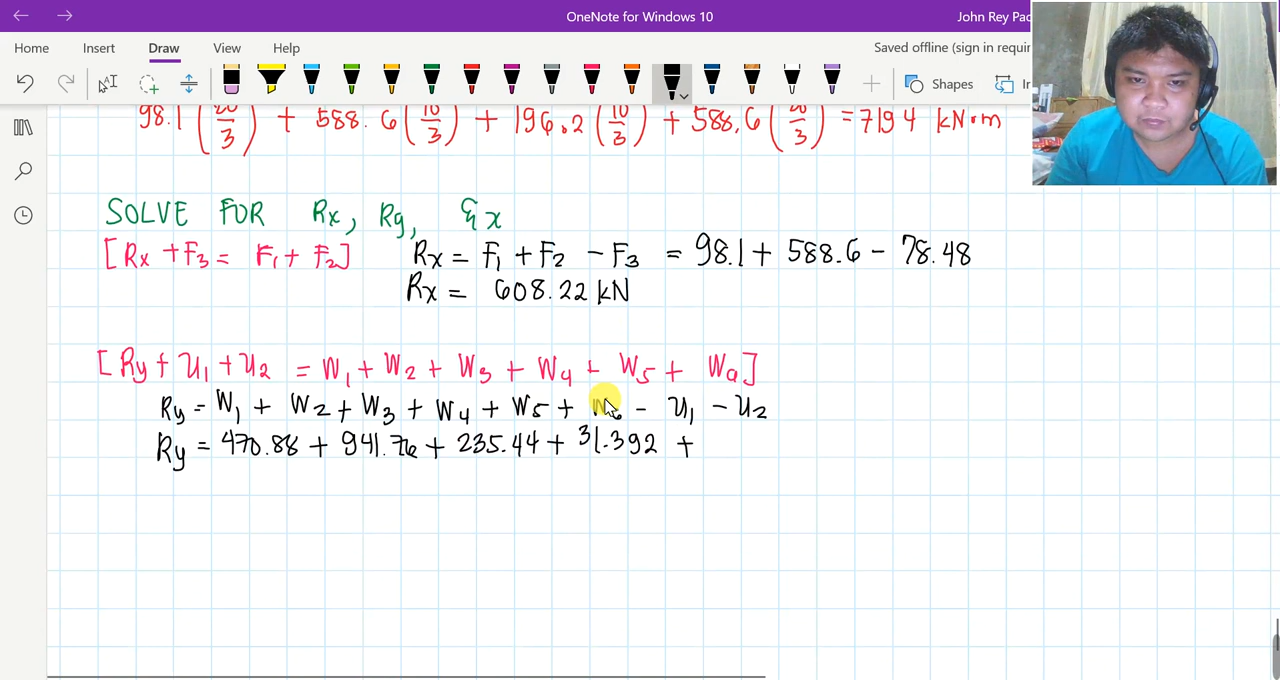 OneNote for Windows 10
John Rey Pac
Home Insert Draw View Help
Saved offline (sign in requir
Shapes In
98.1 (20/3) + 588.6 (10/3) + 196.2 (10/3) + 588.6 (20/3) = 7194 kN·m
SOLVE FOR Rx, Ry, & x
[Rx + F3 = F1 + F2] Rx = F1 + F2 - F3 = 98.1 + 588.6 - 78.48
Rx = 608.22 kN
[Ry + U1 + U2 = W1 + W2 + W3 + W4 + W5 + W6]
Ry = W1 + W2 + W3 + W4 + W5 + W6 - U1 - U2
Ry = 470.88 + 941.76 + 235.44 + 31.392 +